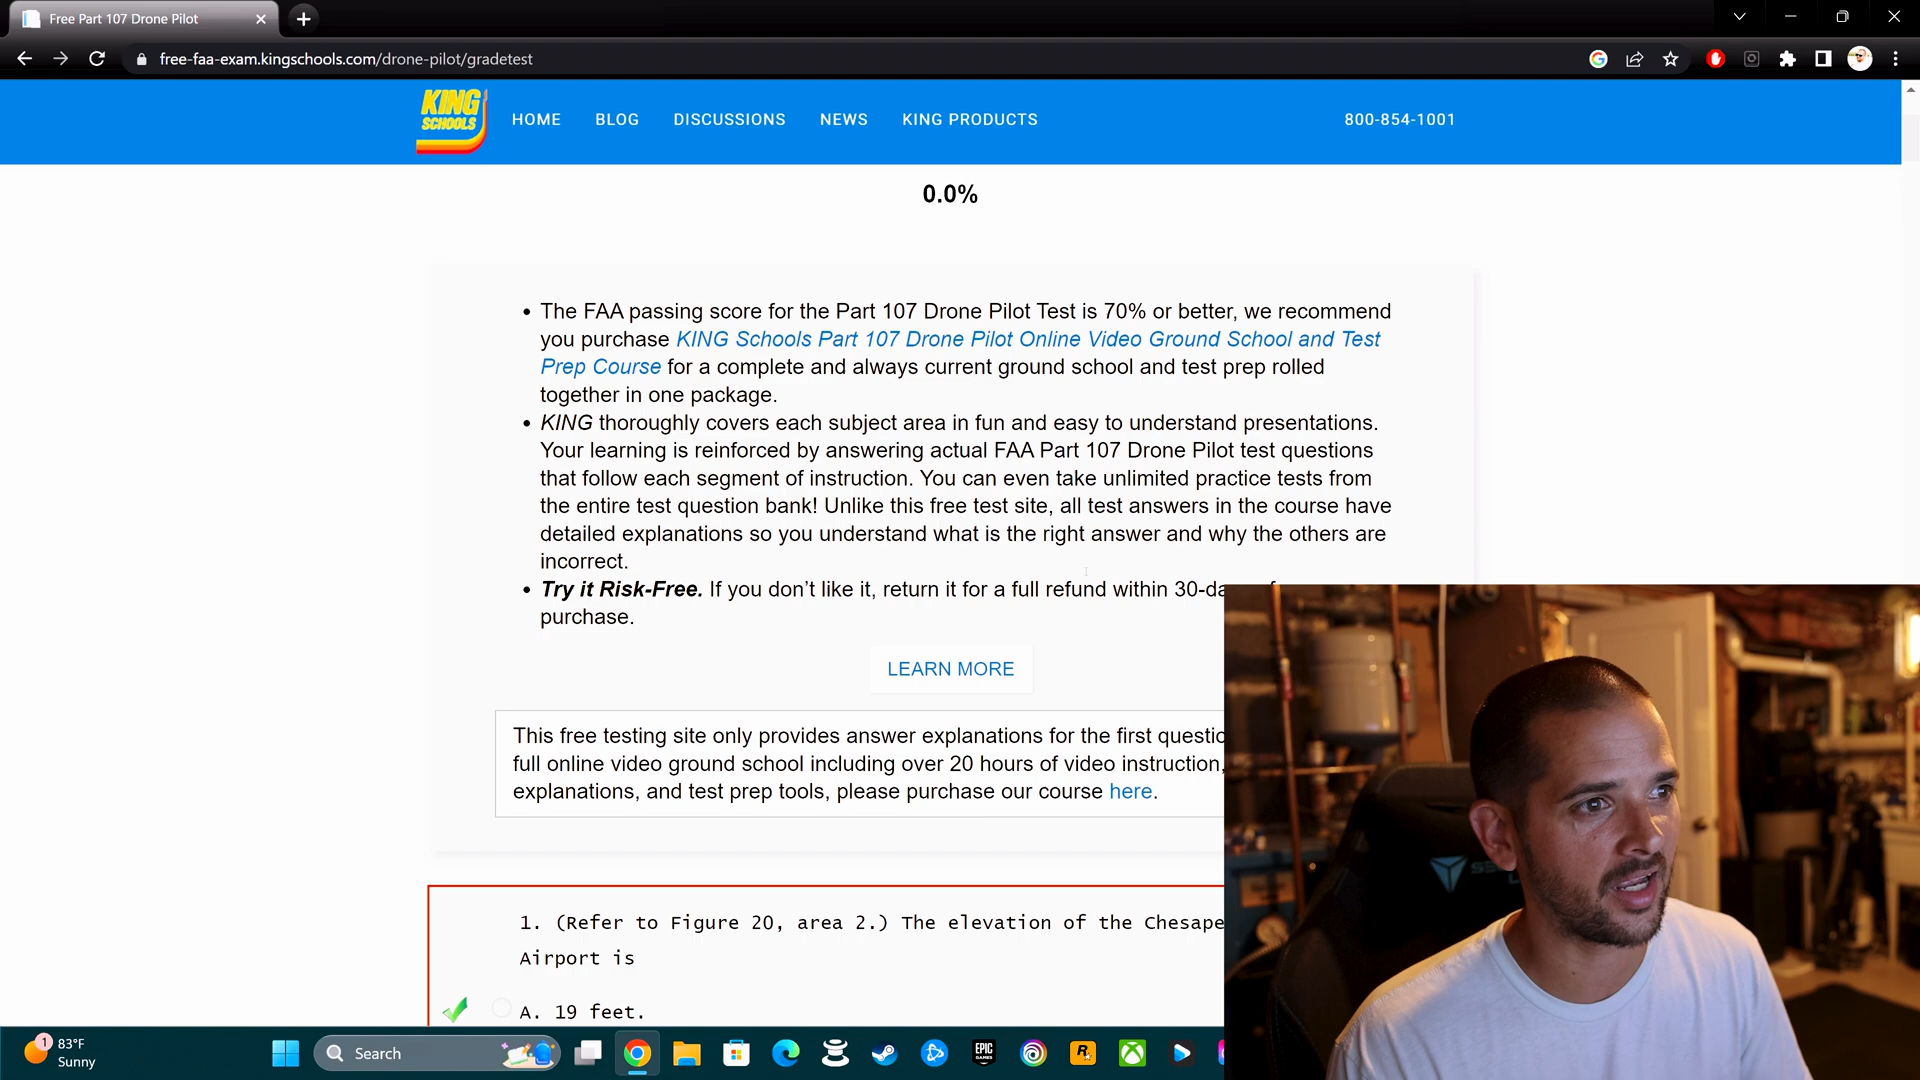 Free Part 107 Drone Pilot
free-faa-exam.kingschools.com/drone-pilot/gradetest
KING
SCHOOLS
HOME BLOG DISCUSSIONS NEWS KING PRODUCTS 800-854-1001
0.0%
• The FAA passing score for the Part 107 Drone Pilot Test is 70% or better, we recommend
you purchase KING Schools Part 107 Drone Pilot Online Video Ground School and Test
Prep Course for a complete and always current ground school and test prep rolled
together in one package.
• KING thoroughly covers each subject area in fun and easy to understand presentations.
Your learning is reinforced by answering actual FAA Part 107 Drone Pilot test questions
that follow each segment of instruction. You can even take unlimited practice tests from
the entire test question bank! Unlike this free test site, all test answers in the course have
detailed explanations so you understand what is the right answer and why the others are
incorrect.
• Try it Risk-Free. If you don't like it, return it for a full refund within 30-da
purchase.
LEARN MORE
This free testing site only provides answer explanations for the first questio
full online video ground school including over 20 hours of video instruction,
explanations, and test prep tools, please purchase our course here.
1. (Refer to Figure 20, area 2.) The elevation of the Chesape
Airport is
A. 19 feet.
1
83°F
Sunny
Search
EPIC
GAMES